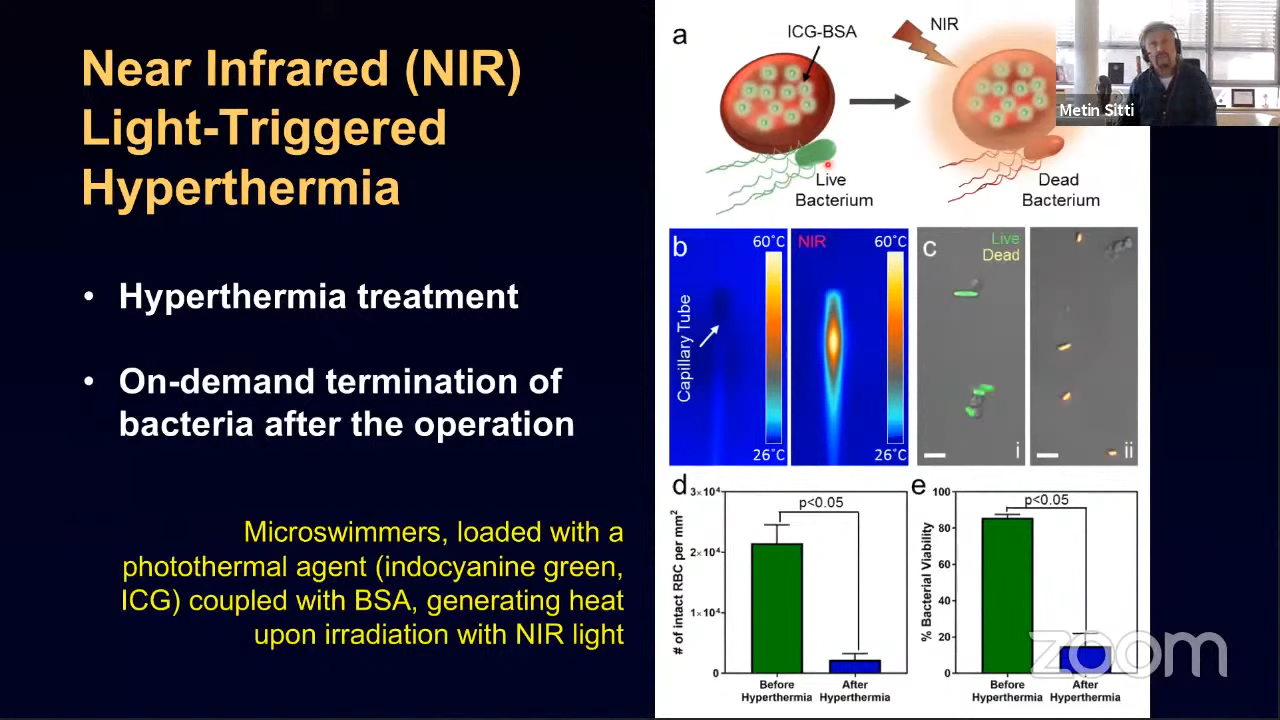 Near Infrared (NIR)
Light-Triggered
Hyperthermia
• Hyperthermia treatment
• On-demand termination of
bacteria after the operation
Microswimmers, loaded with a
photothermal agent (indocyanine green,
ICG) coupled with BSA, generating heat
upon irradiation with NIR light
a
ICG-BSA
NIR
Live
Bacterium
Dead
Bacterium
Metin Sitti
b
60°C
Capillary Tube
26°C
NIR
60°C
26°C
c
Live
Dead
i
ii
d
# of intact RBC per mm²
3×10⁴
2×10⁴
1×10⁴
0
p<0.05
Before
Hyperthermia
After
Hyperthermia
e
% Bacterial Viability
100
80
60
40
20
0
p<0.05
Before
Hyperthermia
After
Hyperthermia
zoom